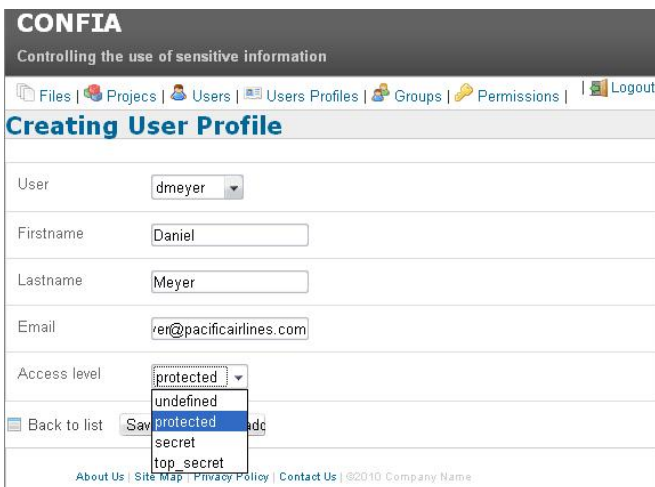 CONFIA
Controlling the use of sensitive information
Files | Projecs | Users | Users Profiles | Groups | Permissions | | Logout
Creating User Profile
User dmeyer
Firstname Daniel
Lastname Meyer
Email er@pacificairlines.com
Access level protected
undefined
protected
secret
top_secret
Back to list
About Us | Site Map | Privacy Policy | Contact Us | ©2010 Company Name